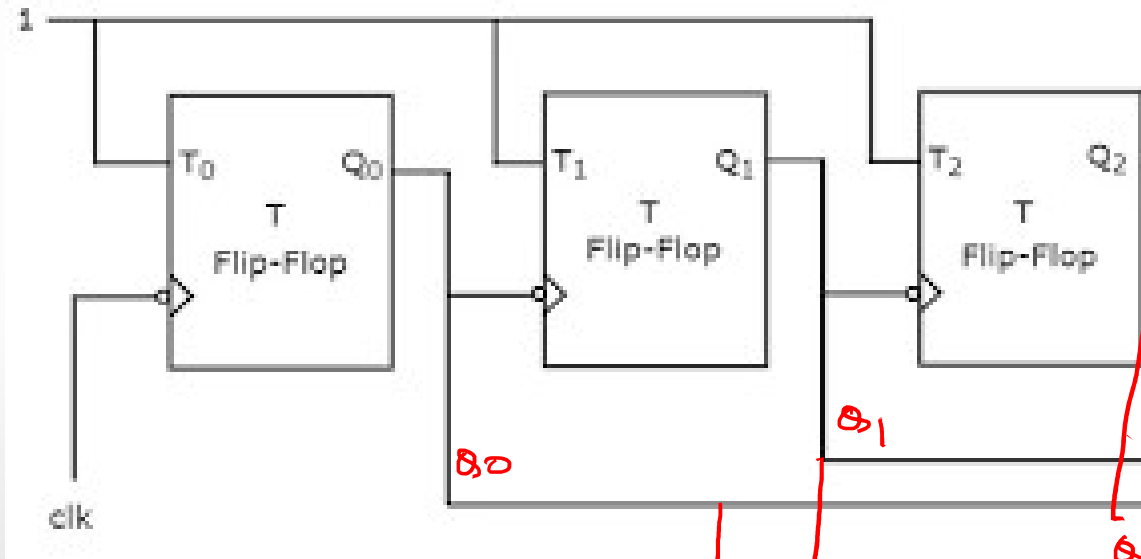 1
T₀ Q₀ T₁ Q₁ T₂ Q₂
T T T
Flip-Flop Flip-Flop Flip-Flop
Q1
Q0
clk
Q